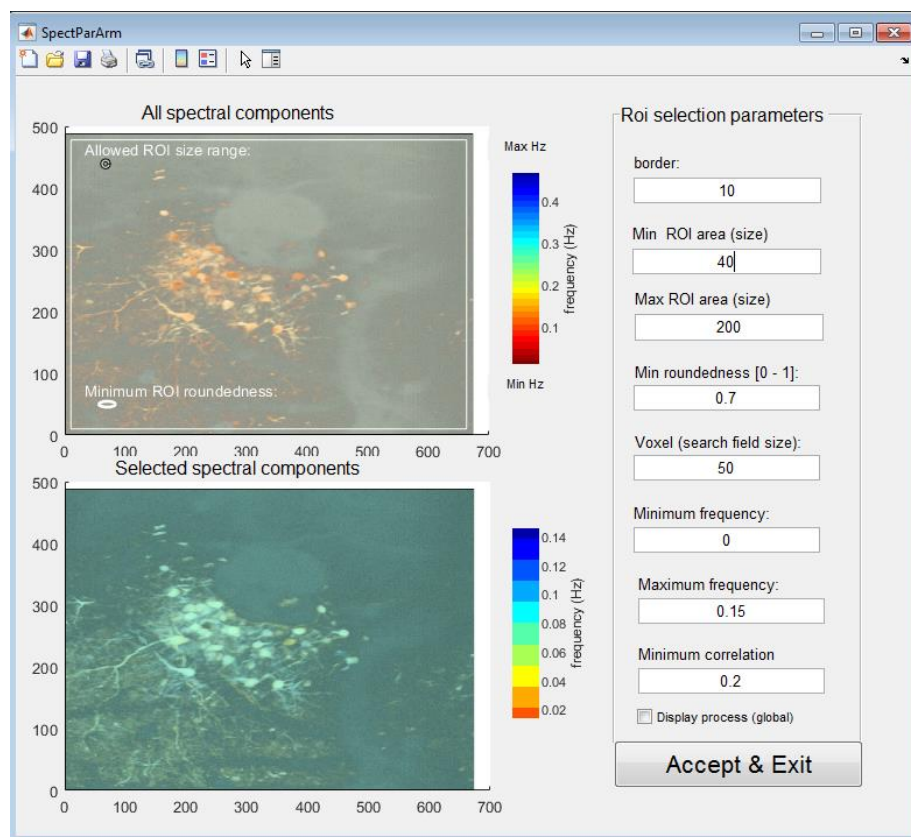 SpectParArm
All spectral components
500
400
300
200
100
0
0 100 200 300 400 500 600 700
Allowed ROI size range:
Minimum ROI roundedness:
Max Hz
0.4
0.3
0.2
0.1
frequency (Hz)
Min Hz
Selected spectral components
500
400
300
200
100
0
0 100 200 300 400 500 600 700
0.14
0.12
0.1
0.08
0.06
0.04
0.02
frequency (Hz)
Roi selection parameters
border:
10
Min ROI area (size)
40
Max ROI area (size)
200
Min roundedness [0 - 1]:
0.7
Voxel (search field size):
50
Minimum frequency:
0
Maximum frequency:
0.15
Minimum correlation
0.2
Display process (global)
Accept & Exit